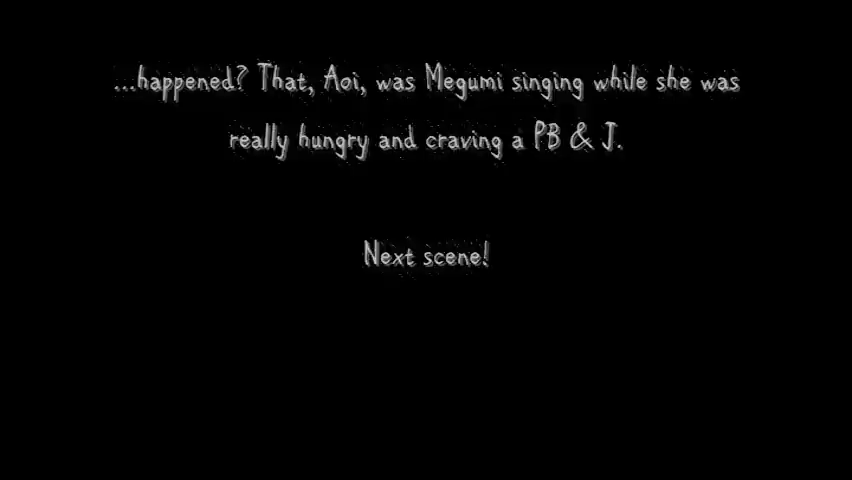 ...happened? That, Aoi, was Megumi singing while she was
really hungry and craving a PB & J.
Next scene!